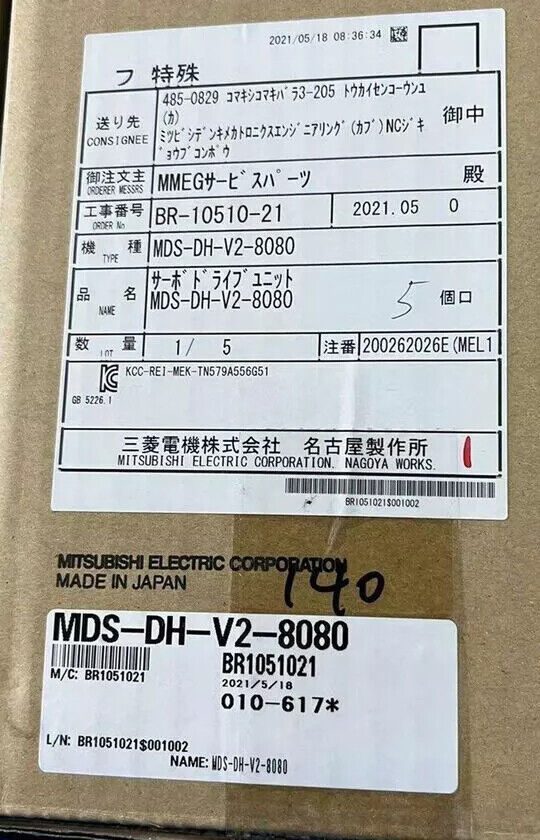 2021/05/18 08:36:34
フ 特殊
送り先
CONSIGNEE
485-0829 コマキシコマキバラ3-205 トウカイセンコーウンユ
(カ)
ミツビシデンキメカトロニクスエンジニアリング(カブ)NCジキ
ョウブコンポウ
御中
御注文主
ORDERER MESSRS
MMEGサービスパーツ
殿
工事番号
ORDER No
BR-10510-21
2021.05 0
機 種
TYPE
MDS-DH-V2-8080
品 名
NAME
サーボドライブユニット
MDS-DH-V2-8080
5 個口
数 量
LOT
1/ 5
注番
200262026E(MEL1
KCC-REI-MEK-TN579A556G51
GB 5226.1
三菱電機株式会社 名古屋製作所
MITSUBISHI ELECTRIC CORPORATION. NAGOYA WORKS.
1
BR1051021$001002
MITSUBISHI ELECTRIC CORPORATION
MADE IN JAPAN
140
MDS-DH-V2-8080
M/C: BR1051021
BR1051021
2021/5/18
010-617*
L/N: BR1051021$001002
NAME: MDS-DH-V2-8080